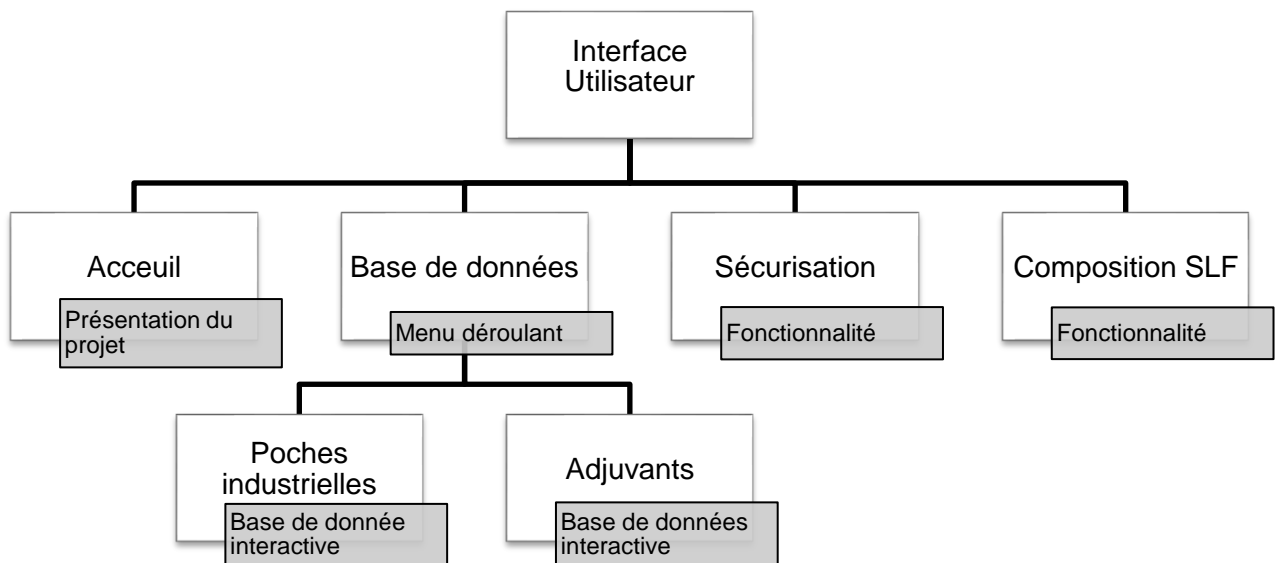 Interface
Utilisateur
Acceuil
Présentation du
projet
Base de données
Menu déroulant
Sécurisation
Fonctionnalité
Composition SLF
Fonctionnalité
Poches
industrielles
Base de donnée
interactive
Adjuvants
Base de données
interactive